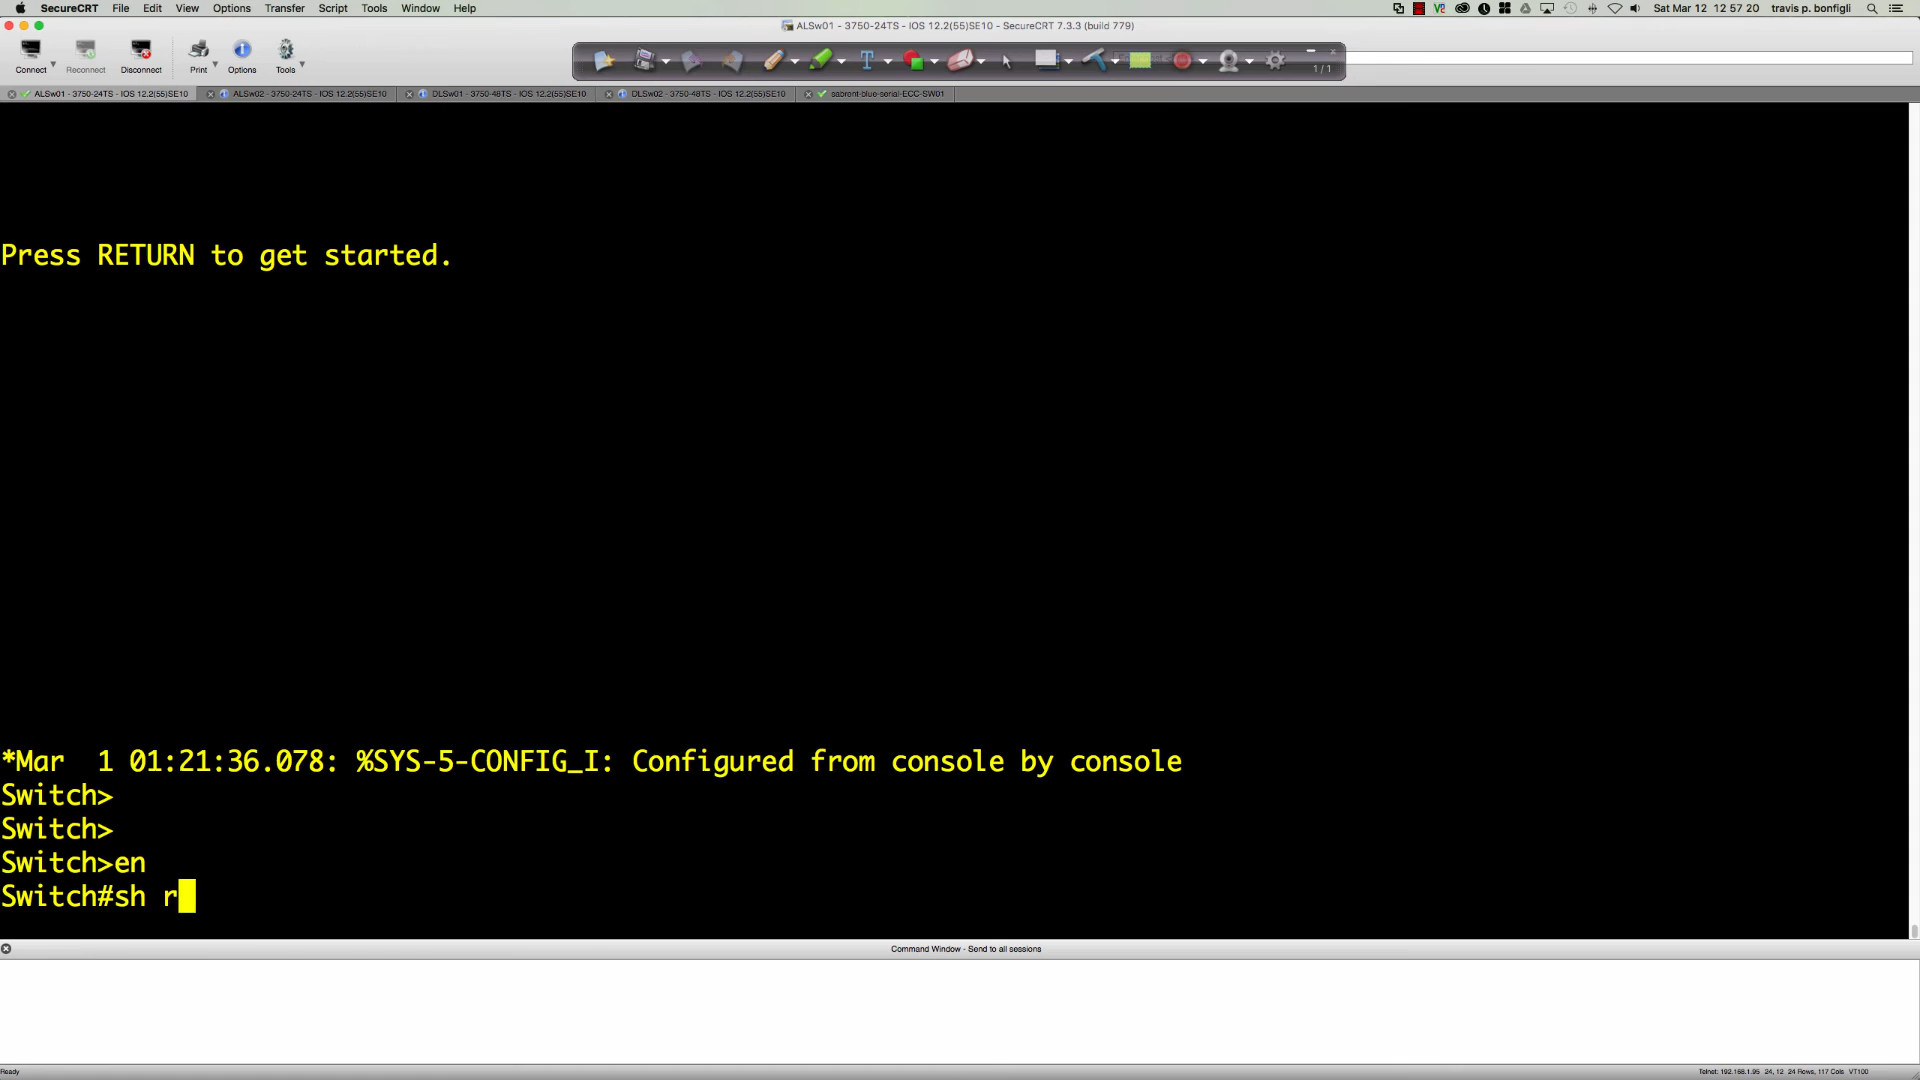 SecureCRT File Edit View Options Transfer Script Tools Window Help Sat Mar 12 12 57 20 travis p. bonfigli
ALSw01 - 3750-24TS - IOS 12.2(55)SE10 - SecureCRT 7.3.3 (build 779)
Connect Reconnect Disconnect Print Options Tools
1/1
ALSw01 - 3750-24TS - IOS 12.2(55)SE10 ALSw02 - 3750-24TS - IOS 12.2(55)SE10 DLSw01 - 3750-48TS - IOS 12.2(55)SE10 DLSw02 - 3750-48TS - IOS 12.2(55)SE10 sabrent-blue-serial-ECC-SW01
Press RETURN to get started.
*Mar  1 01:21:36.078: %SYS-5-CONFIG_I: Configured from console by console
Switch>
Switch>
Switch>en
Switch#sh r
Command Window - Send to all sessions
Ready Telnet: 192.168.1.95 24, 12 24 Rows, 117 Cols VT100